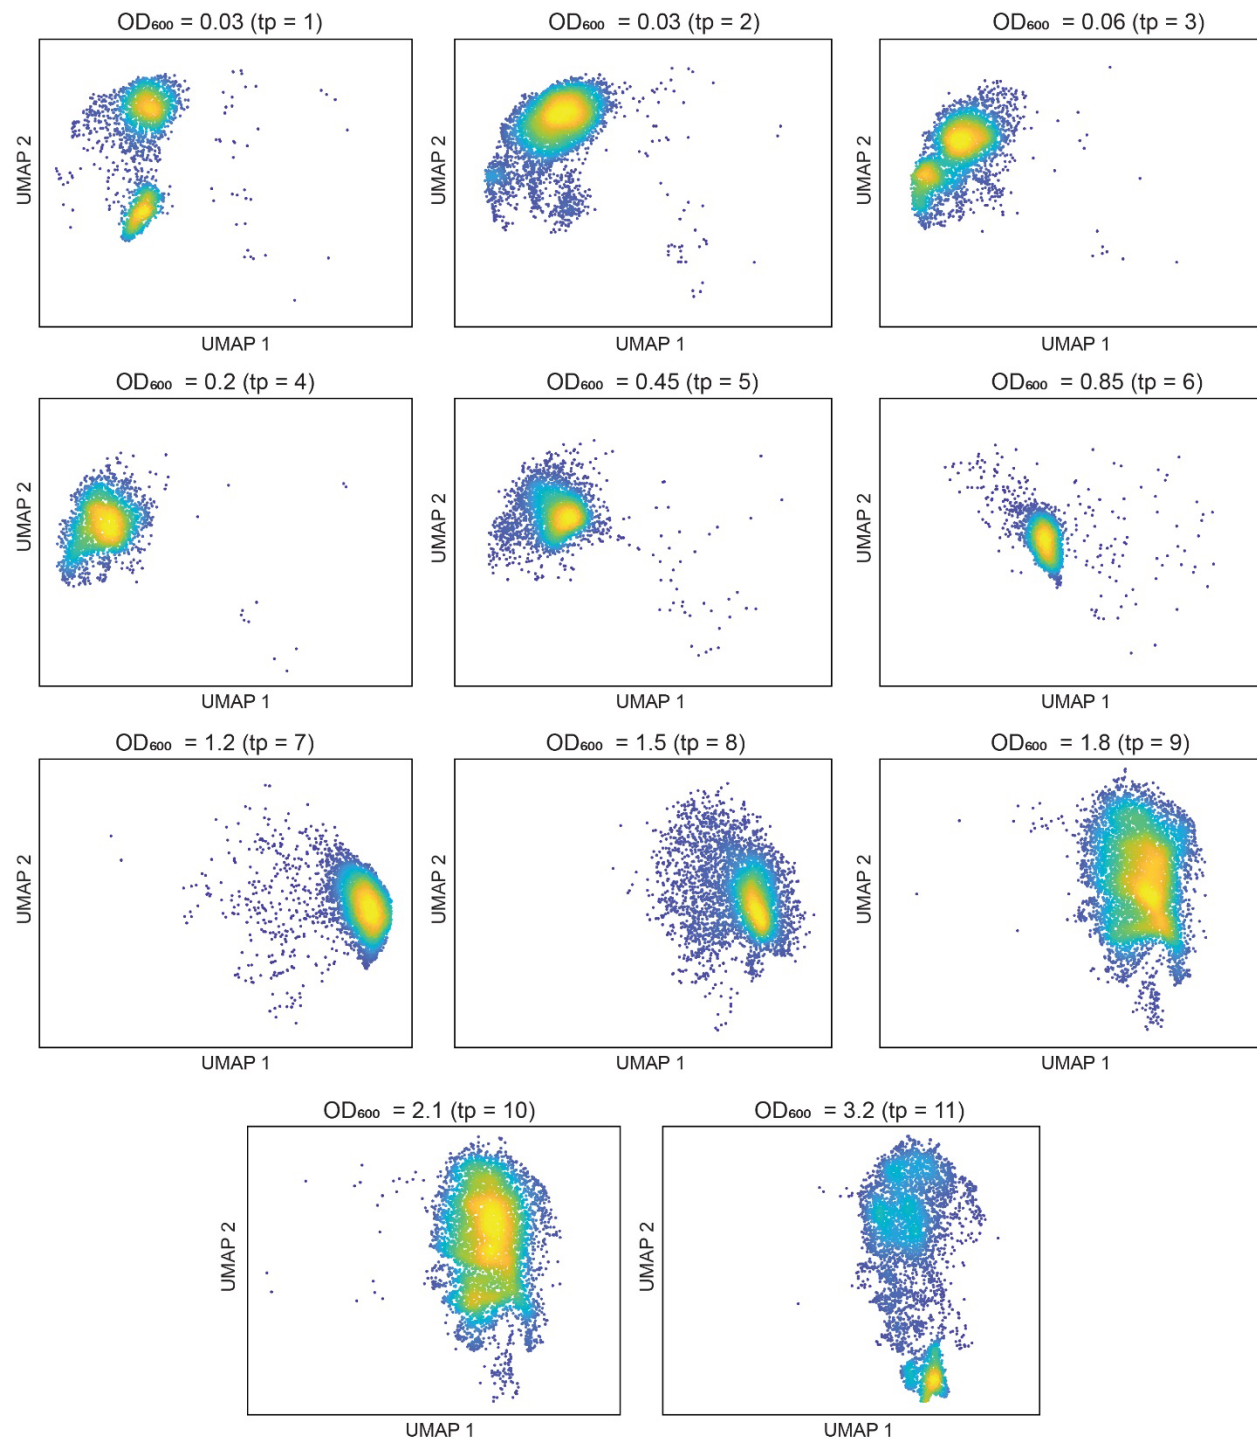 OD₆₀₀ = 0.03 (tp = 1)
OD₆₀₀ = 0.03 (tp = 2)
OD₆₀₀ = 0.06 (tp = 3)
UMAP 2
UMAP 2
UMAP 2
UMAP 1
UMAP 1
UMAP 1
OD₆₀₀ = 0.2 (tp = 4)
OD₆₀₀ = 0.45 (tp = 5)
OD₆₀₀ = 0.85 (tp = 6)
UMAP 2
UMAP 2
UMAP 2
UMAP 1
UMAP 1
UMAP 1
OD₆₀₀ = 1.2 (tp = 7)
OD₆₀₀ = 1.5 (tp = 8)
OD₆₀₀ = 1.8 (tp = 9)
UMAP 2
UMAP 2
UMAP 2
UMAP 1
UMAP 1
UMAP 1
OD₆₀₀ = 2.1 (tp = 10)
OD₆₀₀ = 3.2 (tp = 11)
UMAP 2
UMAP 2
UMAP 1
UMAP 1